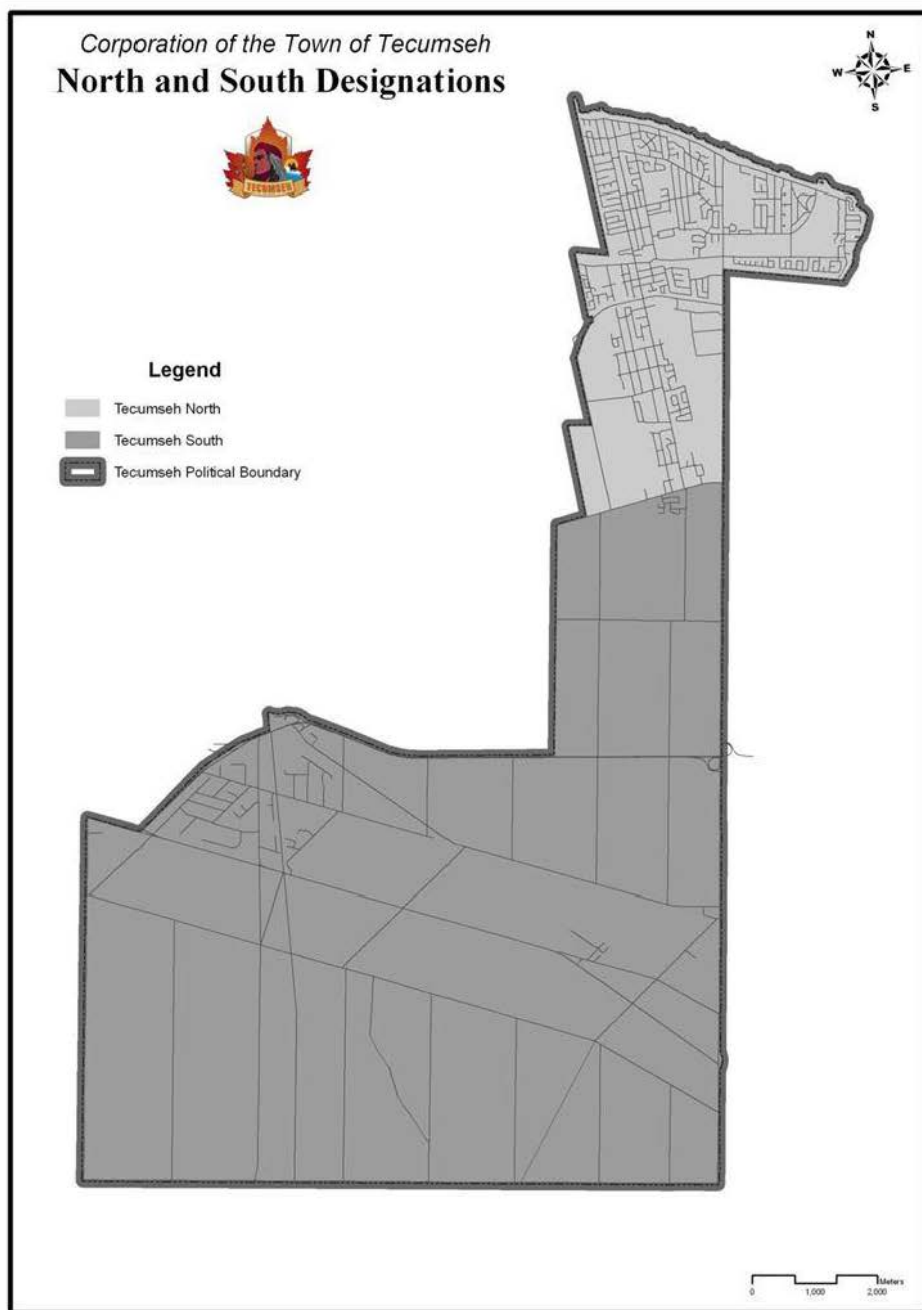 Corporation of the Town of Tecumseh
North and South Designations
N
W E
S
TECUMSEH
Legend
Tecumseh North
Tecumseh South
Tecumseh Political Boundary
Meters
0 1,000 2,000